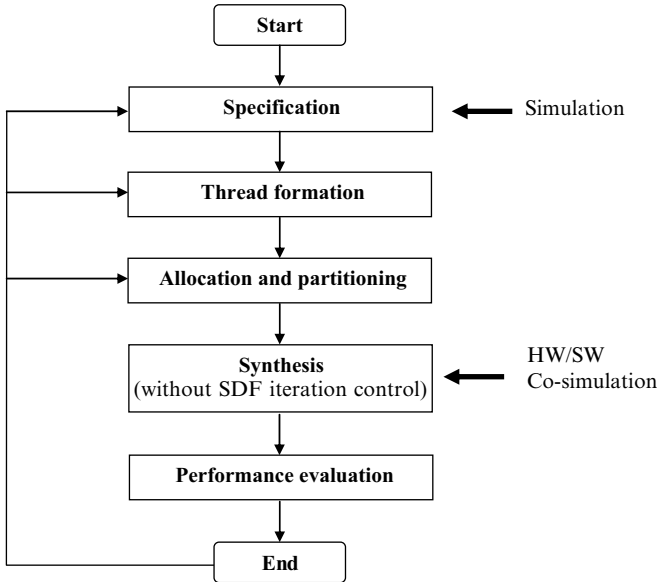 Start
Specification
Simulation
Thread formation
Allocation and partitioning
Synthesis
(without SDF iteration control)
HW/SW
Co-simulation
Performance evaluation
End